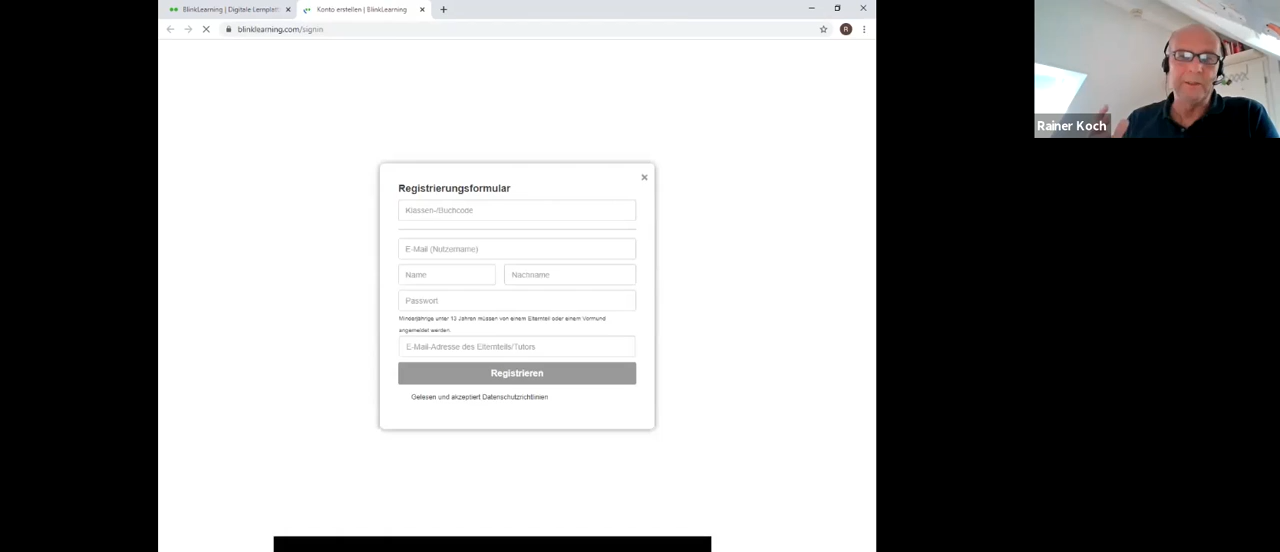 BlinkLearning | Digitale Lernplatt
Konto erstellen | BlinkLearning
blinklearning.com/signin
R
Rainer Koch
Registrierungsformular
Klassen-/Buchcode
E-Mail (Nutzername)
Name
Nachname
Passwort
Minderjährige unter 13 Jahren müssen von einem Elternteil oder einem Vormund
angemeldet werden.
E-Mail-Adresse des Elternteils/Tutors
Registrieren
Gelesen und akzeptiert Datenschutzrichtlinien